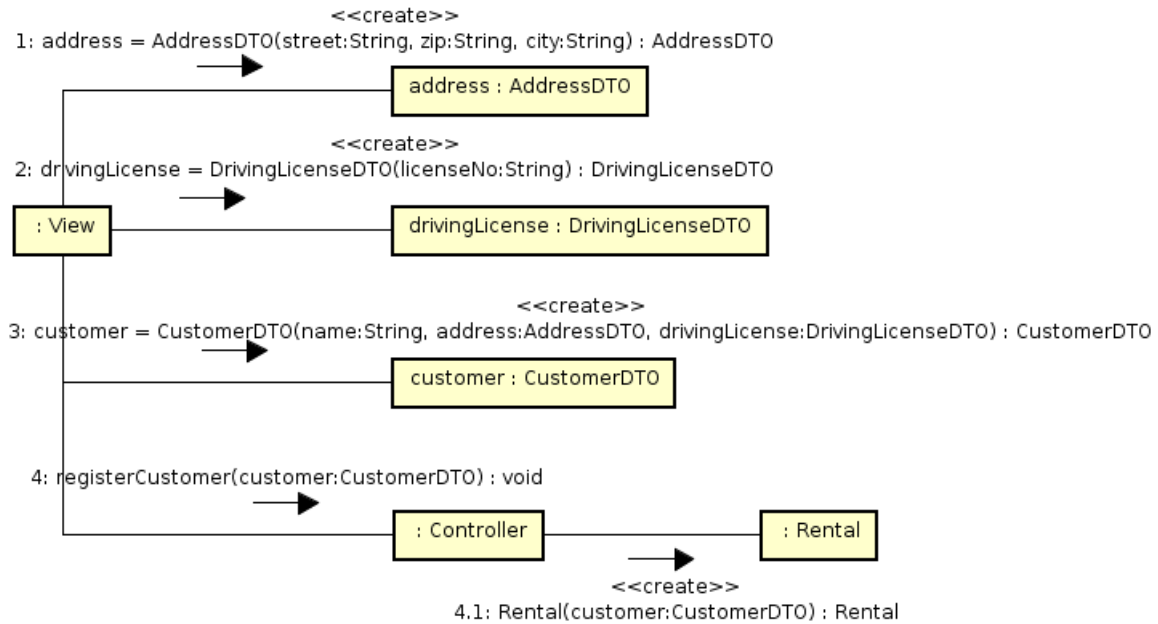 <<create>>
1: address = AddressDTO(street:String, zip:String, city:String) : AddressDTO
address : AddressDTO
<<create>>
2: drivingLicense = DrivingLicenseDTO(licenseNo:String) : DrivingLicenseDTO
: View
drivingLicense : DrivingLicenseDTO
<<create>>
3: customer = CustomerDTO(name:String, address:AddressDTO, drivingLicense:DrivingLicenseDTO) : CustomerDTO
customer : CustomerDTO
4: registerCustomer(customer:CustomerDTO) : void
: Controller
: Rental
<<create>>
4.1: Rental(customer:CustomerDTO) : Rental